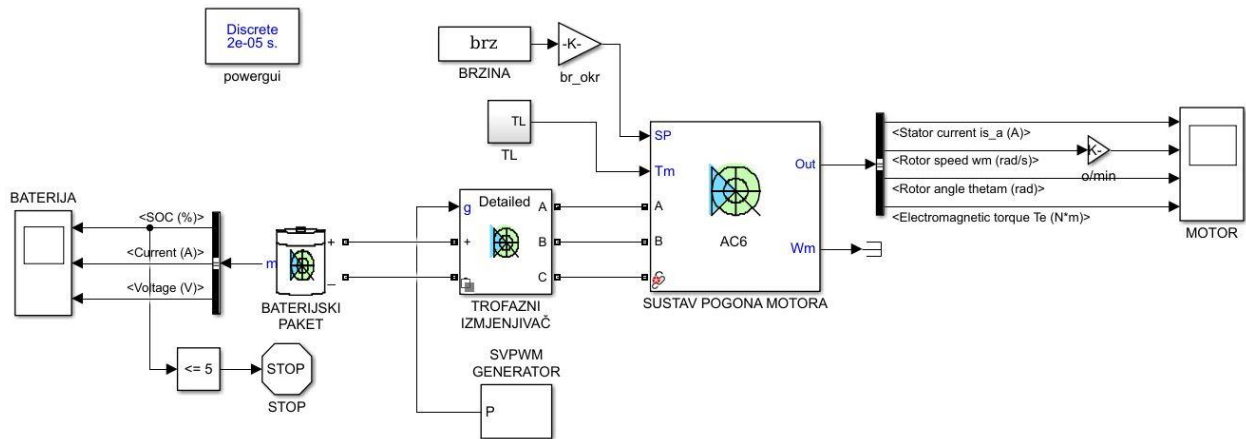 Discrete
2e-05 s.
powergui
brz
BRZINA
-K-
br_okr
TL
TL
SP
Tm
A
B
Out
Wm
AC6
SUSTAV POGONA MOTORA
<Stator current is_a (A)>
<Rotor speed wm (rad/s)>
K-
o/min
<Rotor angle thetam (rad)>
<Electromagnetic torque Te (N*m)>
MOTOR
BATERIJA
<SOC (%)>
<Current (A)>
<Voltage (V)>
m
+
–
BATERIJSKI
PAKET
Detailed
g
+
A
B
C
TROFAZNI
IZMJENJIVAČ
<= 5
STOP
STOP
SVPWM
GENERATOR
P